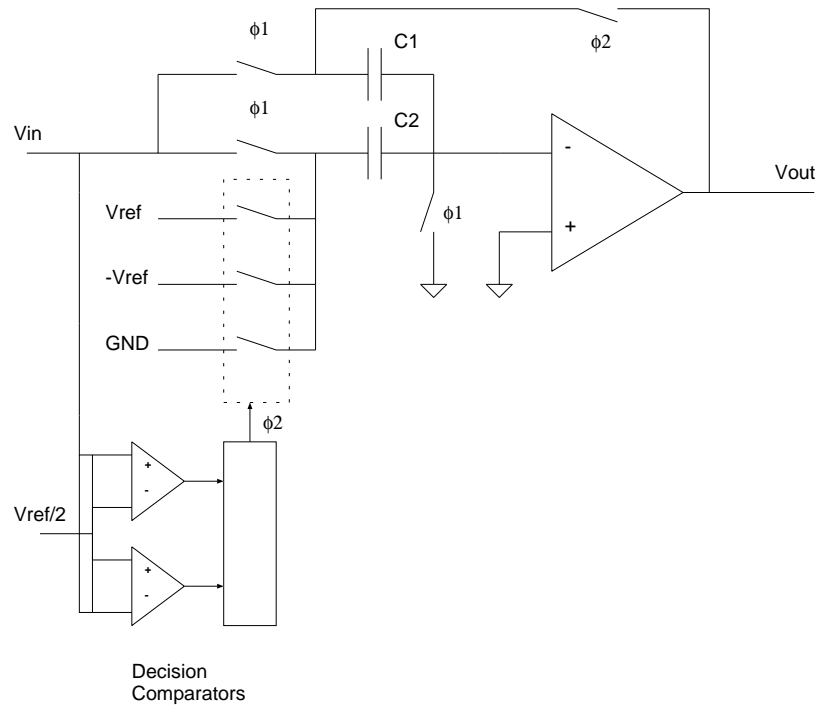 ϕ1
C1
ϕ2
ϕ1
C2
Vin
-
Vout
Vref
ϕ1
+
-Vref
GND
ϕ2
+
-
Vref/2
+
-
Decision
Comparators